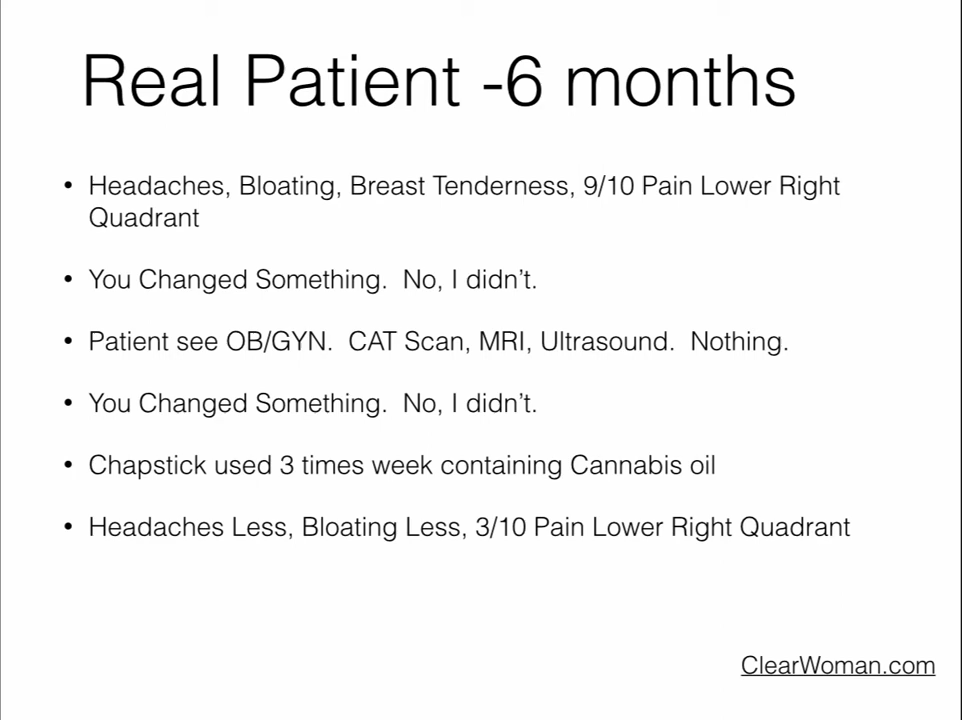 Real Patient -6 months
• Headaches, Bloating, Breast Tenderness, 9/10 Pain Lower Right
Quadrant
• You Changed Something.  No, I didn't.
• Patient see OB/GYN.  CAT Scan, MRI, Ultrasound.  Nothing.
• You Changed Something.  No, I didn't.
• Chapstick used 3 times week containing Cannabis oil
• Headaches Less, Bloating Less, 3/10 Pain Lower Right Quadrant
ClearWoman.com